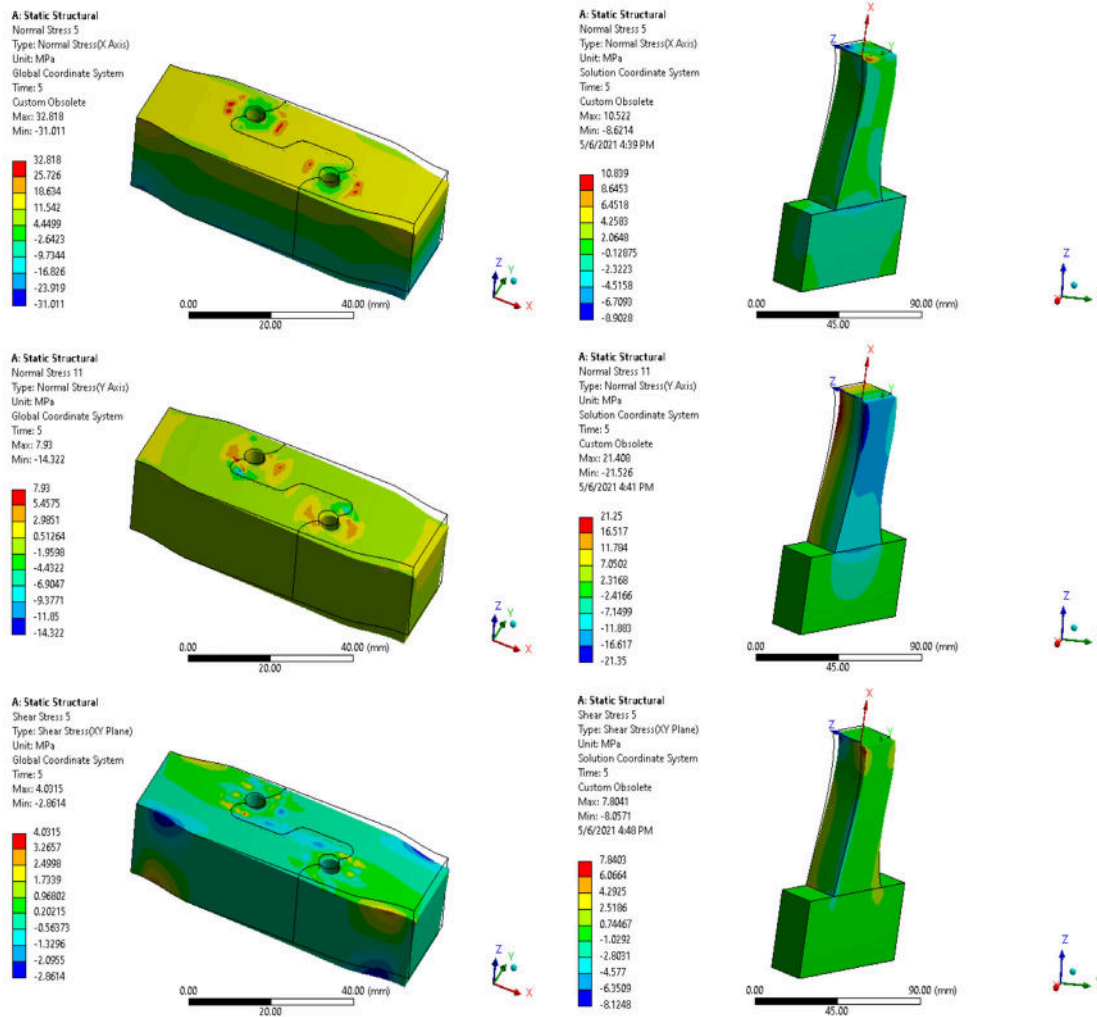 A: Static Structural
Normal Stress 5
Type: Normal Stress(X Axis)
Unit: MPa
Global Coordinate System
Time: 5
Custom Obsolete
Max: 32.818
Min: -31.011
32.818
25.726
18.634
11.542
4.4499
-2.6423
-9.7344
-16.826
-23.919
-31.011
0.00
40.00 (mm)
20.00
Z
Y
X
A: Static Structural
Normal Stress 5
Type: Normal Stress(X Axis)
Unit: MPa
Solution Coordinate System
Time: 5
Custom Obsolete
Max: 10.522
Min: -8.6214
5/6/2021 4:39 PM
10.839
8.6453
6.4518
4.2583
2.0648
-0.12875
-2.3223
-4.5158
-6.7093
-8.9028
X
Z
Y
0.00
90.00 (mm)
45.00
Z
A: Static Structural
Normal Stress 11
Type: Normal Stress(Y Axis)
Unit: MPa
Global Coordinate System
Time: 5
Custom Obsolete
Max: 7.93
Min: -14.322
7.93
5.4575
2.9851
0.51264
-1.9598
-4.4322
-6.9047
-9.3771
-11.85
-14.322
0.00
40.00 (mm)
20.00
Z
Y
X
A: Static Structural
Normal Stress 11
Type: Normal Stress(Y Axis)
Unit: MPa
Solution Coordinate System
Time: 5
Custom Obsolete
Max: 21.408
Min: -21.526
5/6/2021 4:41 PM
21.25
16.517
11.784
7.0502
2.3168
-2.4166
-7.1499
-11.883
-16.617
-21.35
X
Z
Y
0.00
90.00 (mm)
45.00
Z
A: Static Structural
Shear Stress 5
Type: Shear Stress(XY Plane)
Unit: MPa
Global Coordinate System
Time: 5
Custom Obsolete
Max: 4.0315
Min: -2.8614
4.0315
3.2657
2.4998
1.7339
0.96802
0.20215
-0.56373
-1.3296
-2.0955
-2.8614
0.00
40.00 (mm)
20.00
Z
Y
X
A: Static Structural
Shear Stress 5
Type: Shear Stress(XY Plane)
Unit: MPa
Solution Coordinate System
Time: 5
Custom Obsolete
Max: 7.8041
Min: -8.0571
5/6/2021 4:48 PM
7.8403
6.0664
4.2925
2.5186
0.74467
-1.0292
-2.8031
-4.577
-6.3509
-8.1248
X
Z
Y
0.00
90.00 (mm)
45.00
Z